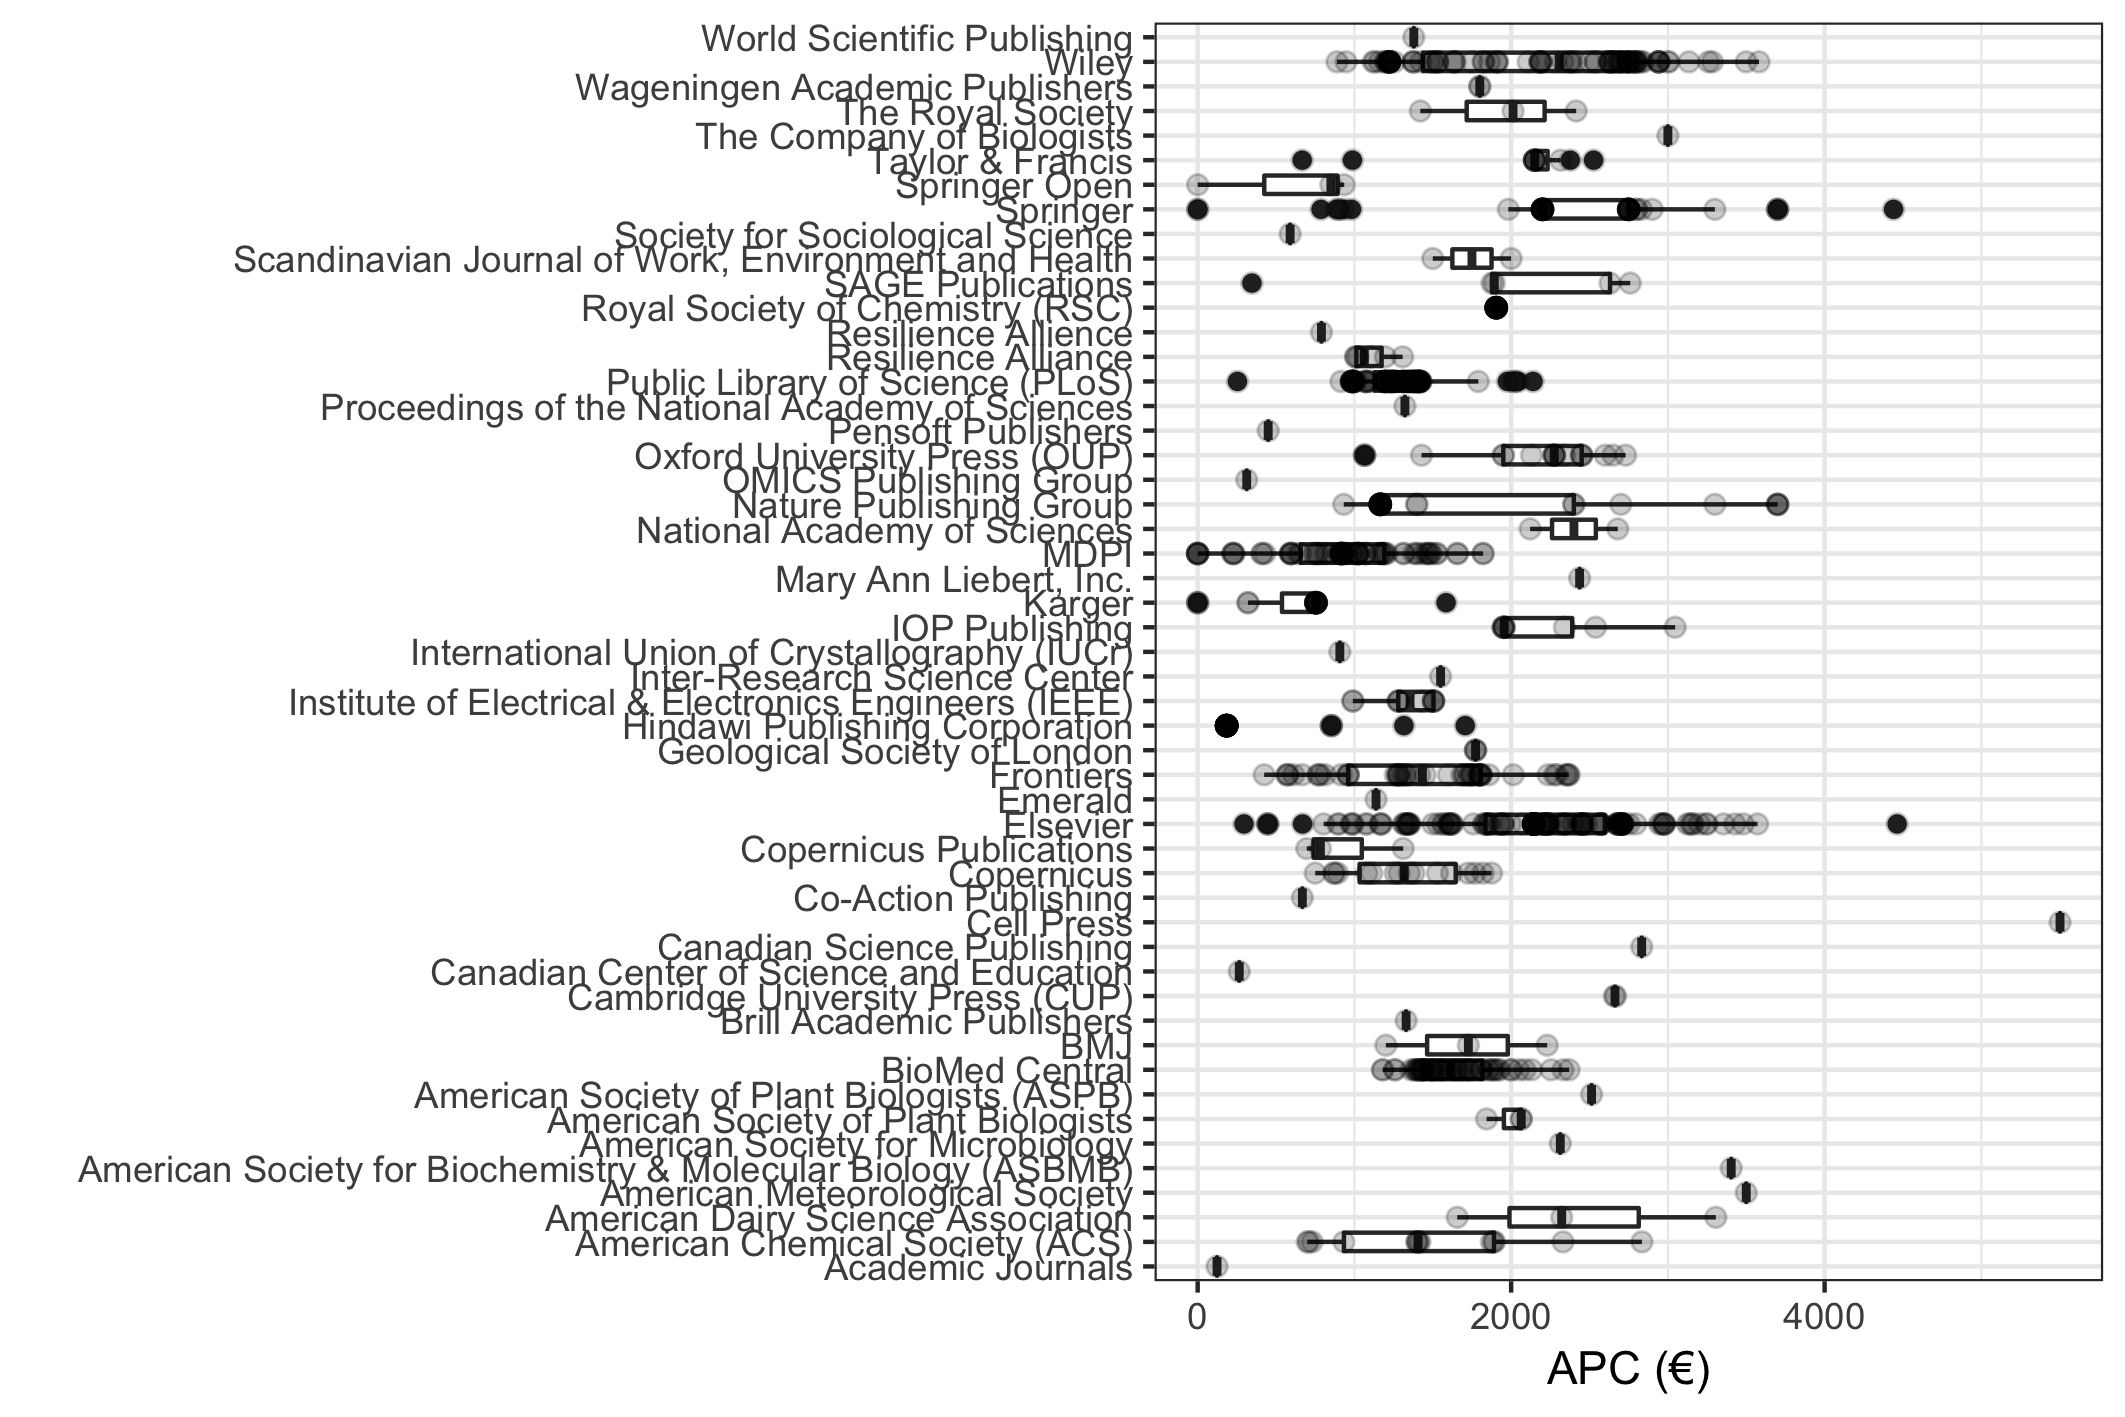 World Scientific Publishing
Wiley
Wageningen Academic Publishers
The Royal Society
The Company of Biologists
Taylor & Francis
Springer Open
Springer
Society for Sociological Science
Scandinavian Journal of Work, Environment and Health
SAGE Publications
Royal Society of Chemistry (RSC)
Resilience Allience
Resilience Alliance
Public Library of Science (PLoS)
Proceedings of the National Academy of Sciences
Pensoft Publishers
Oxford University Press (OUP)
OMICS Publishing Group
Nature Publishing Group
National Academy of Sciences
MDPI
Mary Ann Liebert, Inc.
Karger
IOP Publishing
International Union of Crystallography (IUCr)
Inter-Research Science Center
Institute of Electrical & Electronics Engineers (IEEE)
Hindawi Publishing Corporation
Geological Society of London
Frontiers
Emerald
Elsevier
Copernicus Publications
Copernicus
Co-Action Publishing
Cell Press
Canadian Science Publishing
Canadian Center of Science and Education
Cambridge University Press (CUP)
Brill Academic Publishers
BMJ
BioMed Central
American Society of Plant Biologists (ASPB)
American Society of Plant Biologists
American Society for Microbiology
American Society for Biochemistry & Molecular Biology (ASBMB)
American Meteorological Society
American Dairy Science Association
American Chemical Society (ACS)
Academic Journals
0 2000 4000
APC (€)